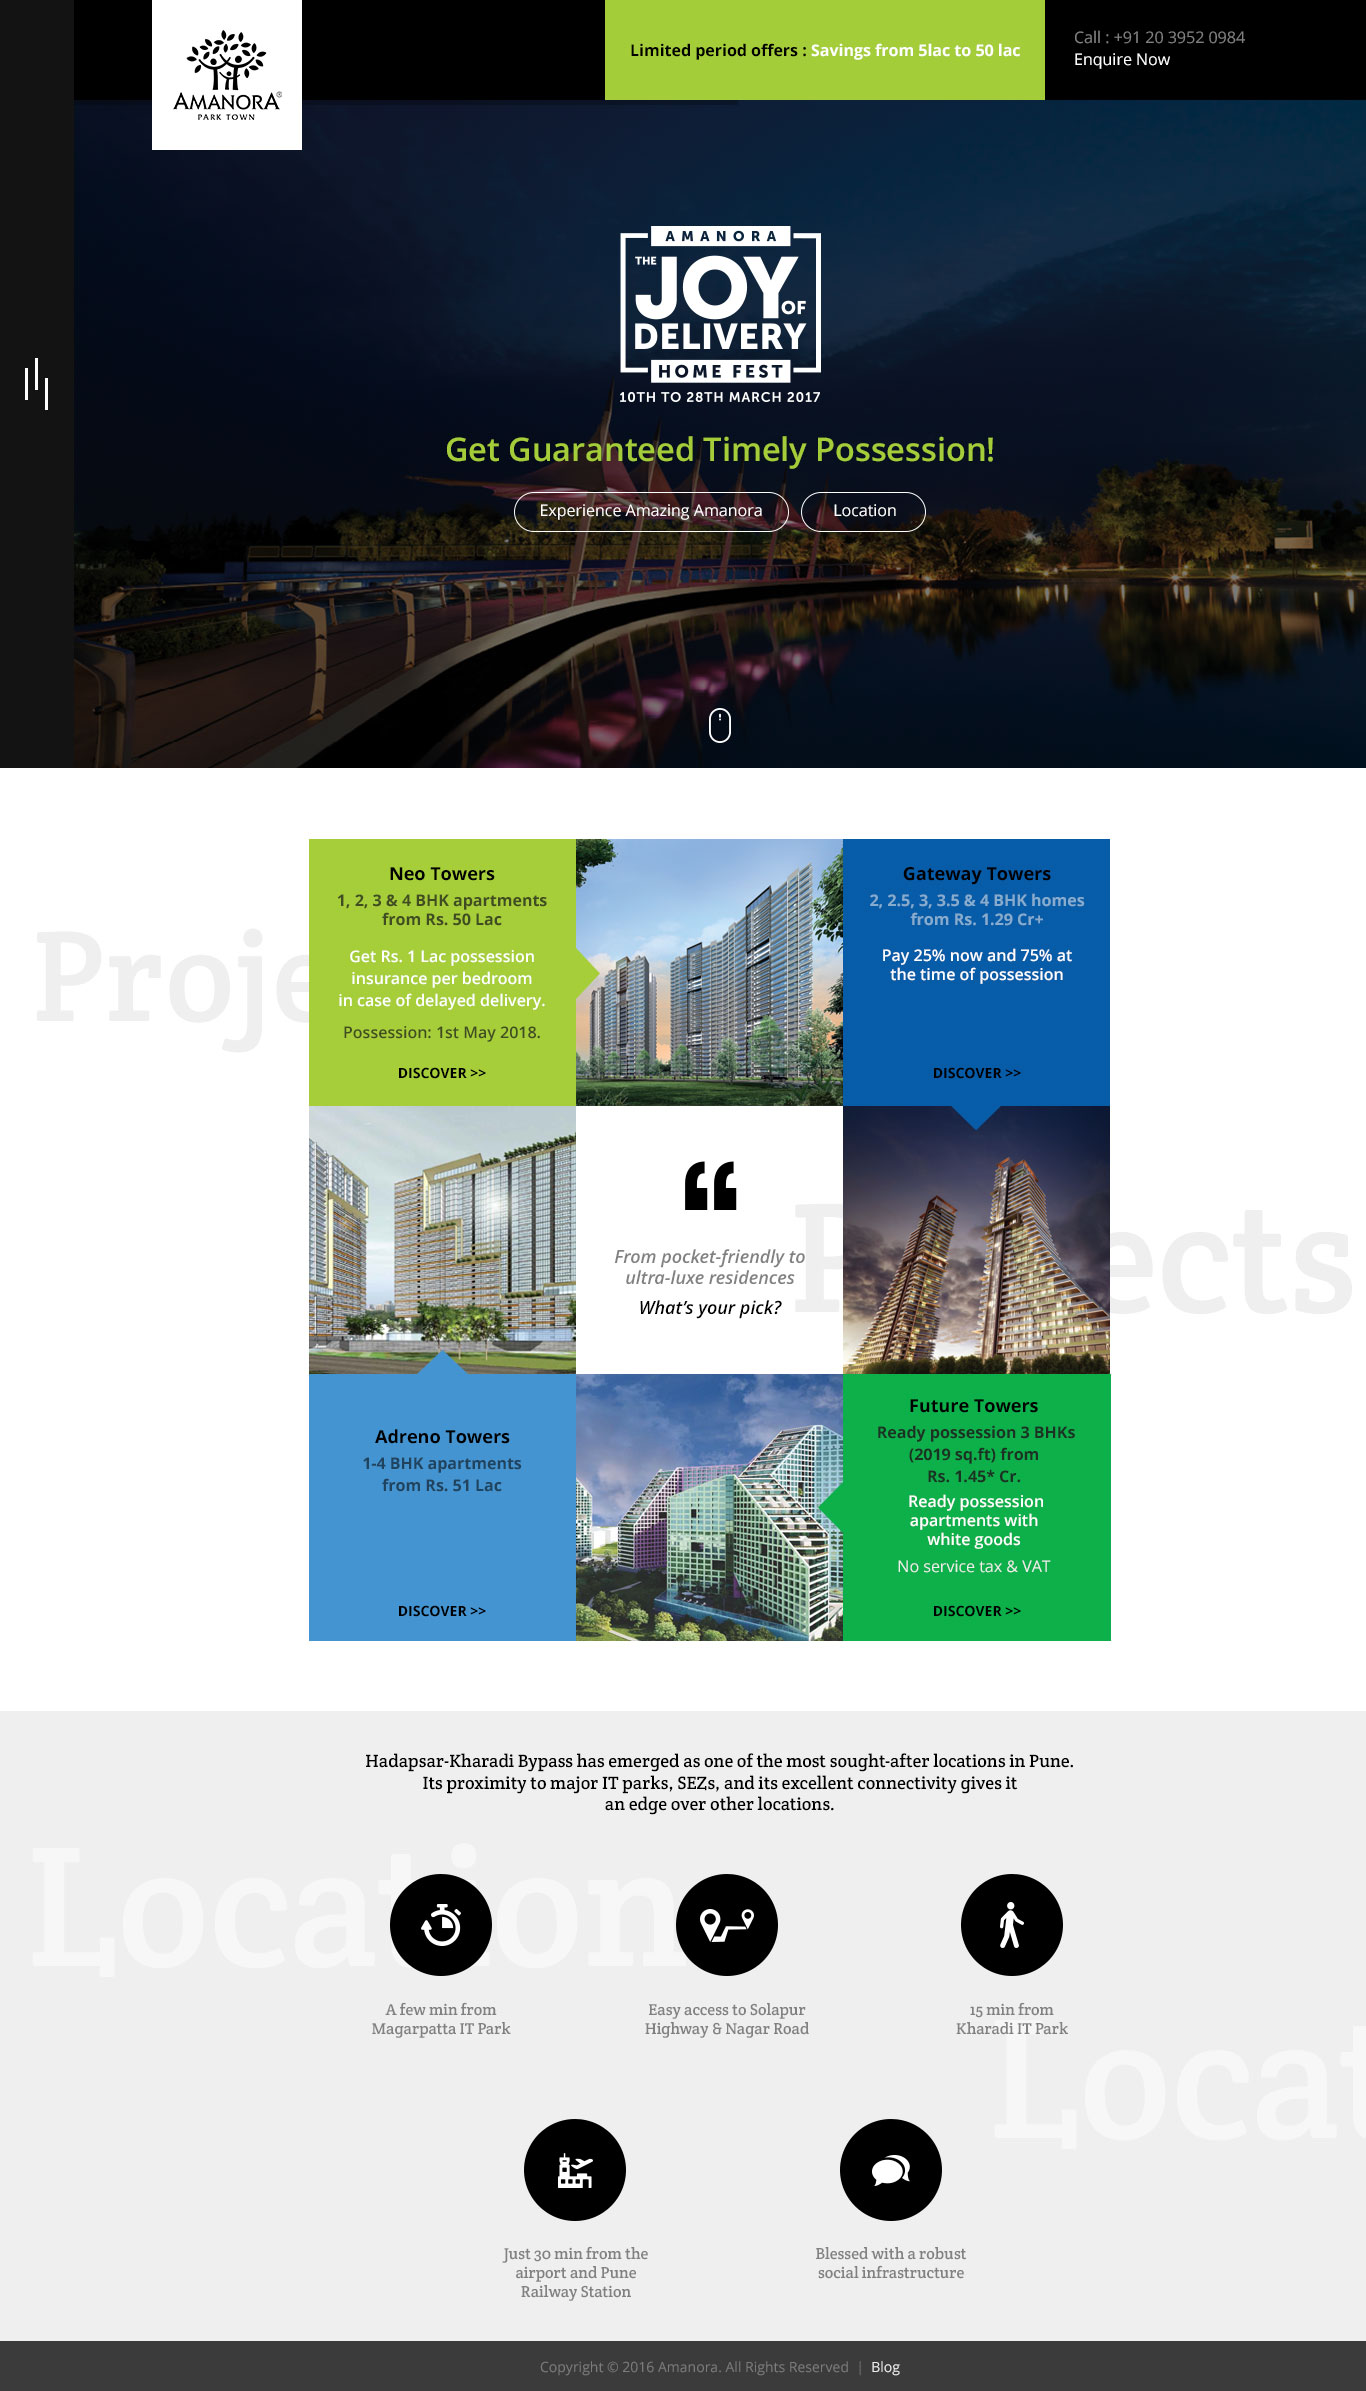 AMANORA®
PARK TOWN
Limited period offers : Savings from 5lac to 50 lac
Call : +91 20 3952 0984
Enquire Now
AMANORA
THE
JOY
OF
DELIVERY
HOME FEST
10TH TO 28TH MARCH 2017
Get Guaranteed Timely Possession!
Experience Amazing Amanora
Location
Proje
Neo Towers
1, 2, 3 & 4 BHK apartments
from Rs. 50 Lac
Get Rs. 1 Lac possession
insurance per bedroom
in case of delayed delivery.
Possession: 1st May 2018.
DISCOVER >>
Gateway Towers
2, 2.5, 3, 3.5 & 4 BHK homes
from Rs. 1.29 Cr+
Pay 25% now and 75% at
the time of possession
DISCOVER >>
“
From pocket-friendly to
ultra-luxe residences
What's your pick?
P ects
Adreno Towers
1-4 BHK apartments
from Rs. 51 Lac
DISCOVER >>
Future Towers
Ready possession 3 BHKs
(2019 sq.ft) from
Rs. 1.45* Cr.
Ready possession
apartments with
white goods
No service tax & VAT
DISCOVER >>
Hadapsar-Kharadi Bypass has emerged as one of the most sought-after locations in Pune.
Its proximity to major IT parks, SEZs, and its excellent connectivity gives it
an edge over other locations.
Location
A few min from
Magarpatta IT Park
Easy access to Solapur
Highway & Nagar Road
15 min from
Kharadi IT Park
Locat
Just 30 min from the
airport and Pune
Railway Station
Blessed with a robust
social infrastructure
Copyright © 2016 Amanora. All Rights Reserved | Blog